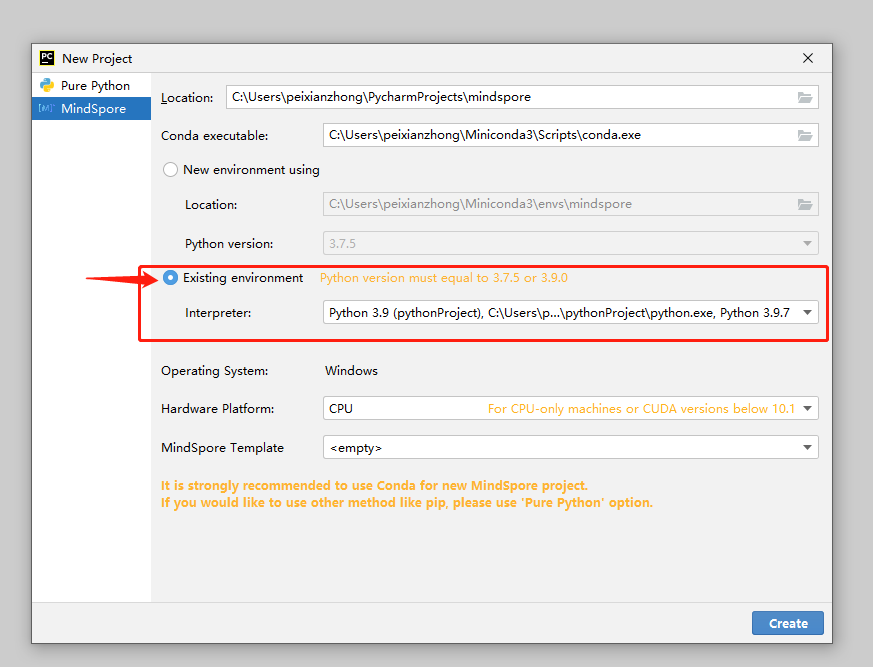 PC New Project
Pure Python
[M] MindSpore
Location: C:\Users\peixianzhong\PycharmProjects\mindspore
Conda executable: C:\Users\peixianzhong\Miniconda3\Scripts\conda.exe
New environment using
Location: C:\Users\peixianzhong\Miniconda3\envs\mindspore
Python version: 3.7.5
Existing environment Python version must equal to 3.7.5 or 3.9.0
Interpreter: Python 3.9 (pythonProject), C:\Users\p...\pythonProject\python.exe, Python 3.9.7
Operating System: Windows
Hardware Platform: CPU For CPU-only machines or CUDA versions below 10.1
MindSpore Template <empty>
It is strongly recommended to use Conda for new MindSpore project.
If you would like to use other method like pip, please use 'Pure Python' option.
Create